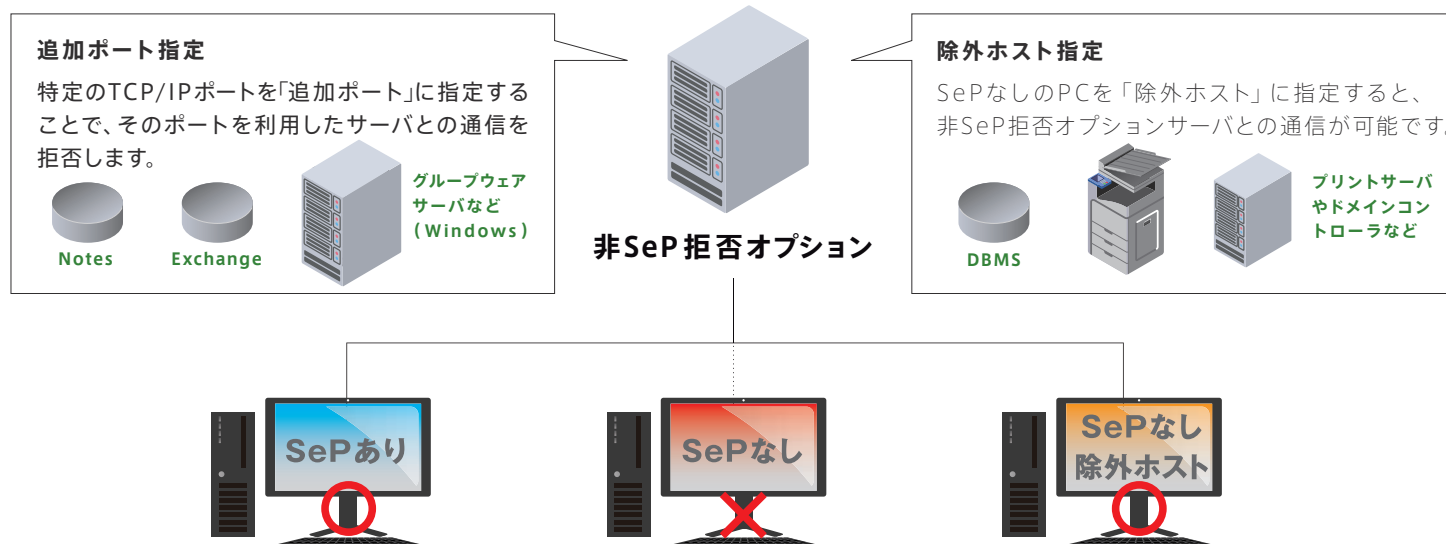 追加ポート指定
特定のTCP/IPポートを「追加ポート」に指定する
ことで、そのポートを利用したサーバとの通信を
拒否します。
Notes
Exchange
グループウェア
サーバなど
(Windows)
非SeP拒否オプション
除外ホスト指定
SePなしのPCを「除外ホスト」に指定すると、
非SeP拒否オプションサーバとの通信が可能です。
DBMS
プリントサーバ
やドメインコン
トローラなど
SePあり
SePなし
SePなし
除外ホスト